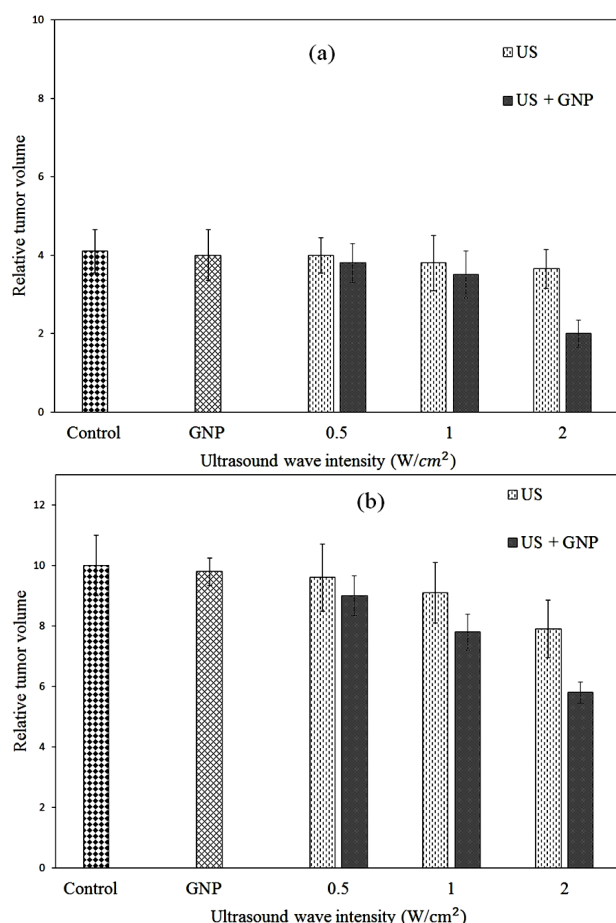 10
(a)
US
8
US + GNP
6
Relative tumor volume
4
2
0
Control GNP 0.5 1 2
Ultrasound wave intensity (W/cm²)
12
(b)
US
US + GNP
10
8
Relative tumor volume
6
4
2
0
Control GNP 0.5 1 2
Ultrasound wave intensity (W/cm²)